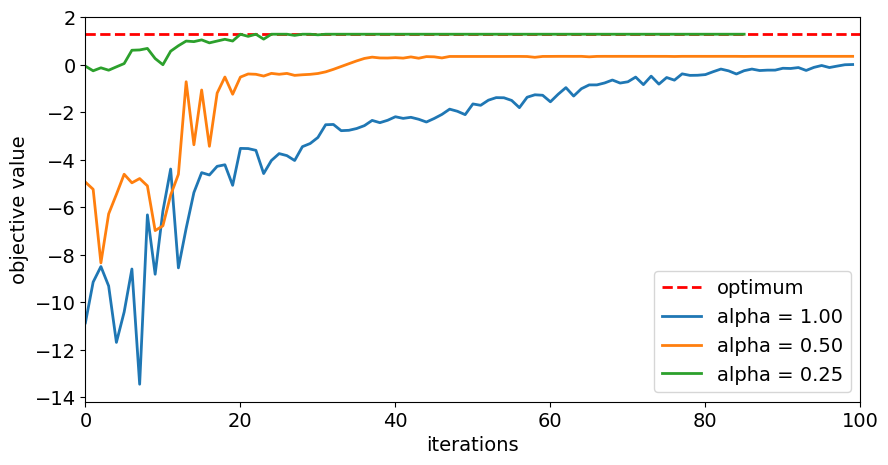 2
0
−2
−4
−6
−8
−10
−12
−14
objective value
0 20 40 60 80 100
iterations
optimum
alpha = 1.00
alpha = 0.50
alpha = 0.25